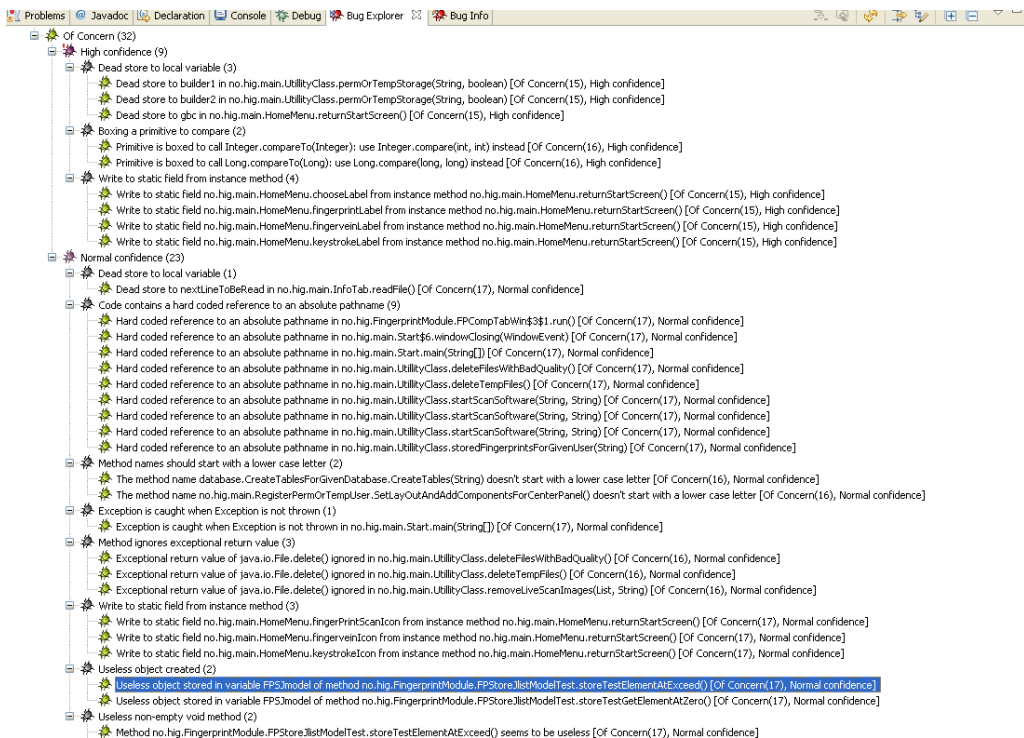 Problems @ Javadoc Declaration Console Debug Bug Explorer Bug Info
Of Concern (32)
High confidence (9)
Dead store to local variable (3)
Dead store to builder1 in no.hig.main.UtillityClass.permOrTempStorage(String, boolean) [Of Concern(15), High confidence]
Dead store to builder2 in no.hig.main.UtillityClass.permOrTempStorage(String, boolean) [Of Concern(15), High confidence]
Dead store to gbc in no.hig.main.HomeMenu.returnStartScreen() [Of Concern(15), High confidence]
Boxing a primitive to compare (2)
Primitive is boxed to call Integer.compareTo(Integer): use Integer.compare(int, int) instead [Of Concern(16), High confidence]
Primitive is boxed to call Long.compareTo(Long): use Long.compare(long, long) instead [Of Concern(16), High confidence]
Write to static field from instance method (4)
Write to static field no.hig.main.HomeMenu.chooseLabel from instance method no.hig.main.HomeMenu.returnStartScreen() [Of Concern(15), High confidence]
Write to static field no.hig.main.HomeMenu.fingerprintLabel from instance method no.hig.main.HomeMenu.returnStartScreen() [Of Concern(15), High confidence]
Write to static field no.hig.main.HomeMenu.fingerveinLabel from instance method no.hig.main.HomeMenu.returnStartScreen() [Of Concern(15), High confidence]
Write to static field no.hig.main.HomeMenu.keystrokeLabel from instance method no.hig.main.HomeMenu.returnStartScreen() [Of Concern(15), High confidence]
Normal confidence (23)
Dead store to local variable (1)
Dead store to nextLineToBeRead in no.hig.main.InfoTab.readFile() [Of Concern(17), Normal confidence]
Code contains a hard coded reference to an absolute pathname (9)
Hard coded reference to an absolute pathname in no.hig.FingerprintModule.FPCompTabWin$3$1.run() [Of Concern(17), Normal confidence]
Hard coded reference to an absolute pathname in no.hig.main.Start$6.windowClosing(WindowEvent) [Of Concern(17), Normal confidence]
Hard coded reference to an absolute pathname in no.hig.main.Start.main(String[]) [Of Concern(17), Normal confidence]
Hard coded reference to an absolute pathname in no.hig.main.UtillityClass.deleteFilesWithBadQuality() [Of Concern(17), Normal confidence]
Hard coded reference to an absolute pathname in no.hig.main.UtillityClass.deleteTempFiles() [Of Concern(17), Normal confidence]
Hard coded reference to an absolute pathname in no.hig.main.UtillityClass.startScanSoftware(String, String) [Of Concern(17), Normal confidence]
Hard coded reference to an absolute pathname in no.hig.main.UtillityClass.startScanSoftware(String, String) [Of Concern(17), Normal confidence]
Hard coded reference to an absolute pathname in no.hig.main.UtillityClass.startScanSoftware(String, String) [Of Concern(17), Normal confidence]
Hard coded reference to an absolute pathname in no.hig.main.UtillityClass.storedFingerprintsForGivenUser(String) [Of Concern(17), Normal confidence]
Method names should start with a lower case letter (2)
The method name database.CreateTablesForGivenDatabase.CreateTables(String) doesn't start with a lower case letter [Of Concern(16), Normal confidence]
The method name no.hig.main.RegisterPermOrTempUser.SetLayOutAndAddComponentsForCenterPanel() doesn't start with a lower case letter [Of Concern(16), Normal confidence]
Exception is caught when Exception is not thrown (1)
Exception is caught when Exception is not thrown in no.hig.main.Start.main(String[]) [Of Concern(17), Normal confidence]
Method ignores exceptional return value (3)
Exceptional return value of java.io.File.delete() ignored in no.hig.main.UtillityClass.deleteFilesWithBadQuality() [Of Concern(16), Normal confidence]
Exceptional return value of java.io.File.delete() ignored in no.hig.main.UtillityClass.deleteTempFiles() [Of Concern(16), Normal confidence]
Exceptional return value of java.io.File.delete() ignored in no.hig.main.UtillityClass.removeLiveScanImages(List, String) [Of Concern(16), Normal confidence]
Write to static field from instance method (3)
Write to static field no.hig.main.HomeMenu.fingerPrintScanIcon from instance method no.hig.main.HomeMenu.returnStartScreen() [Of Concern(17), Normal confidence]
Write to static field no.hig.main.HomeMenu.fingerveinIcon from instance method no.hig.main.HomeMenu.returnStartScreen() [Of Concern(17), Normal confidence]
Write to static field no.hig.main.HomeMenu.keystrokeIcon from instance method no.hig.main.HomeMenu.returnStartScreen() [Of Concern(17), Normal confidence]
Useless object created (2)
Useless object stored in variable FPSJmodel of method no.hig.FingerprintModule.FPStoreJlistModelTest.storeTestElementAtExceed() [Of Concern(17), Normal confidence]
Useless object stored in variable FPSJmodel of method no.hig.FingerprintModule.FPStoreJlistModelTest.storeTestGetElementAtZero() [Of Concern(17), Normal confidence]
Useless non-empty void method (2)
Method no.hig.FingerprintModule.FPStoreJlistModelTest.storeTestElementAtExceed() seems to be useless [Of Concern(17), Normal confidence]